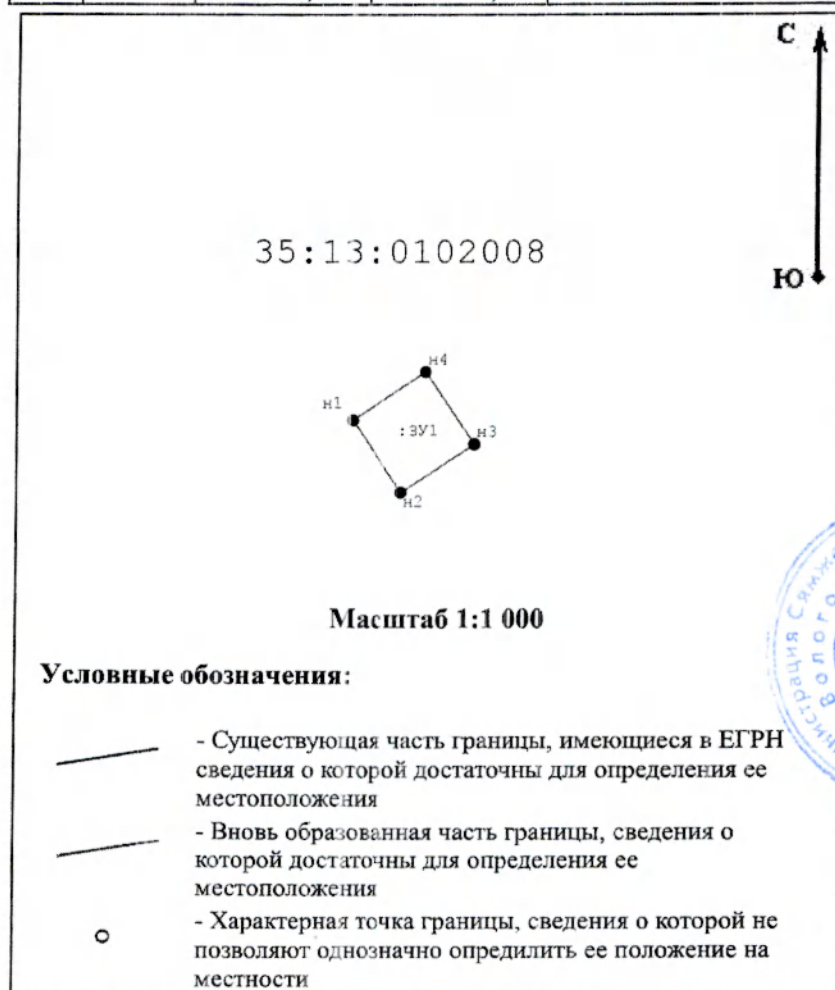 С
35:13:0102008
Ю
н4
н1
:ЗУ1
н3
н2
Масштаб 1:1 000
Условные обозначения:
- Существующая часть границы, имеющиеся в ЕГРН
сведения о которой достаточны для определения ее
местоположения
- Вновь образованная часть границы, сведения о
которой достаточны для определения ее
местоположения
- Характерная точка границы, сведения о которой не
позволяют однозначно опредилить ее положение на
местности